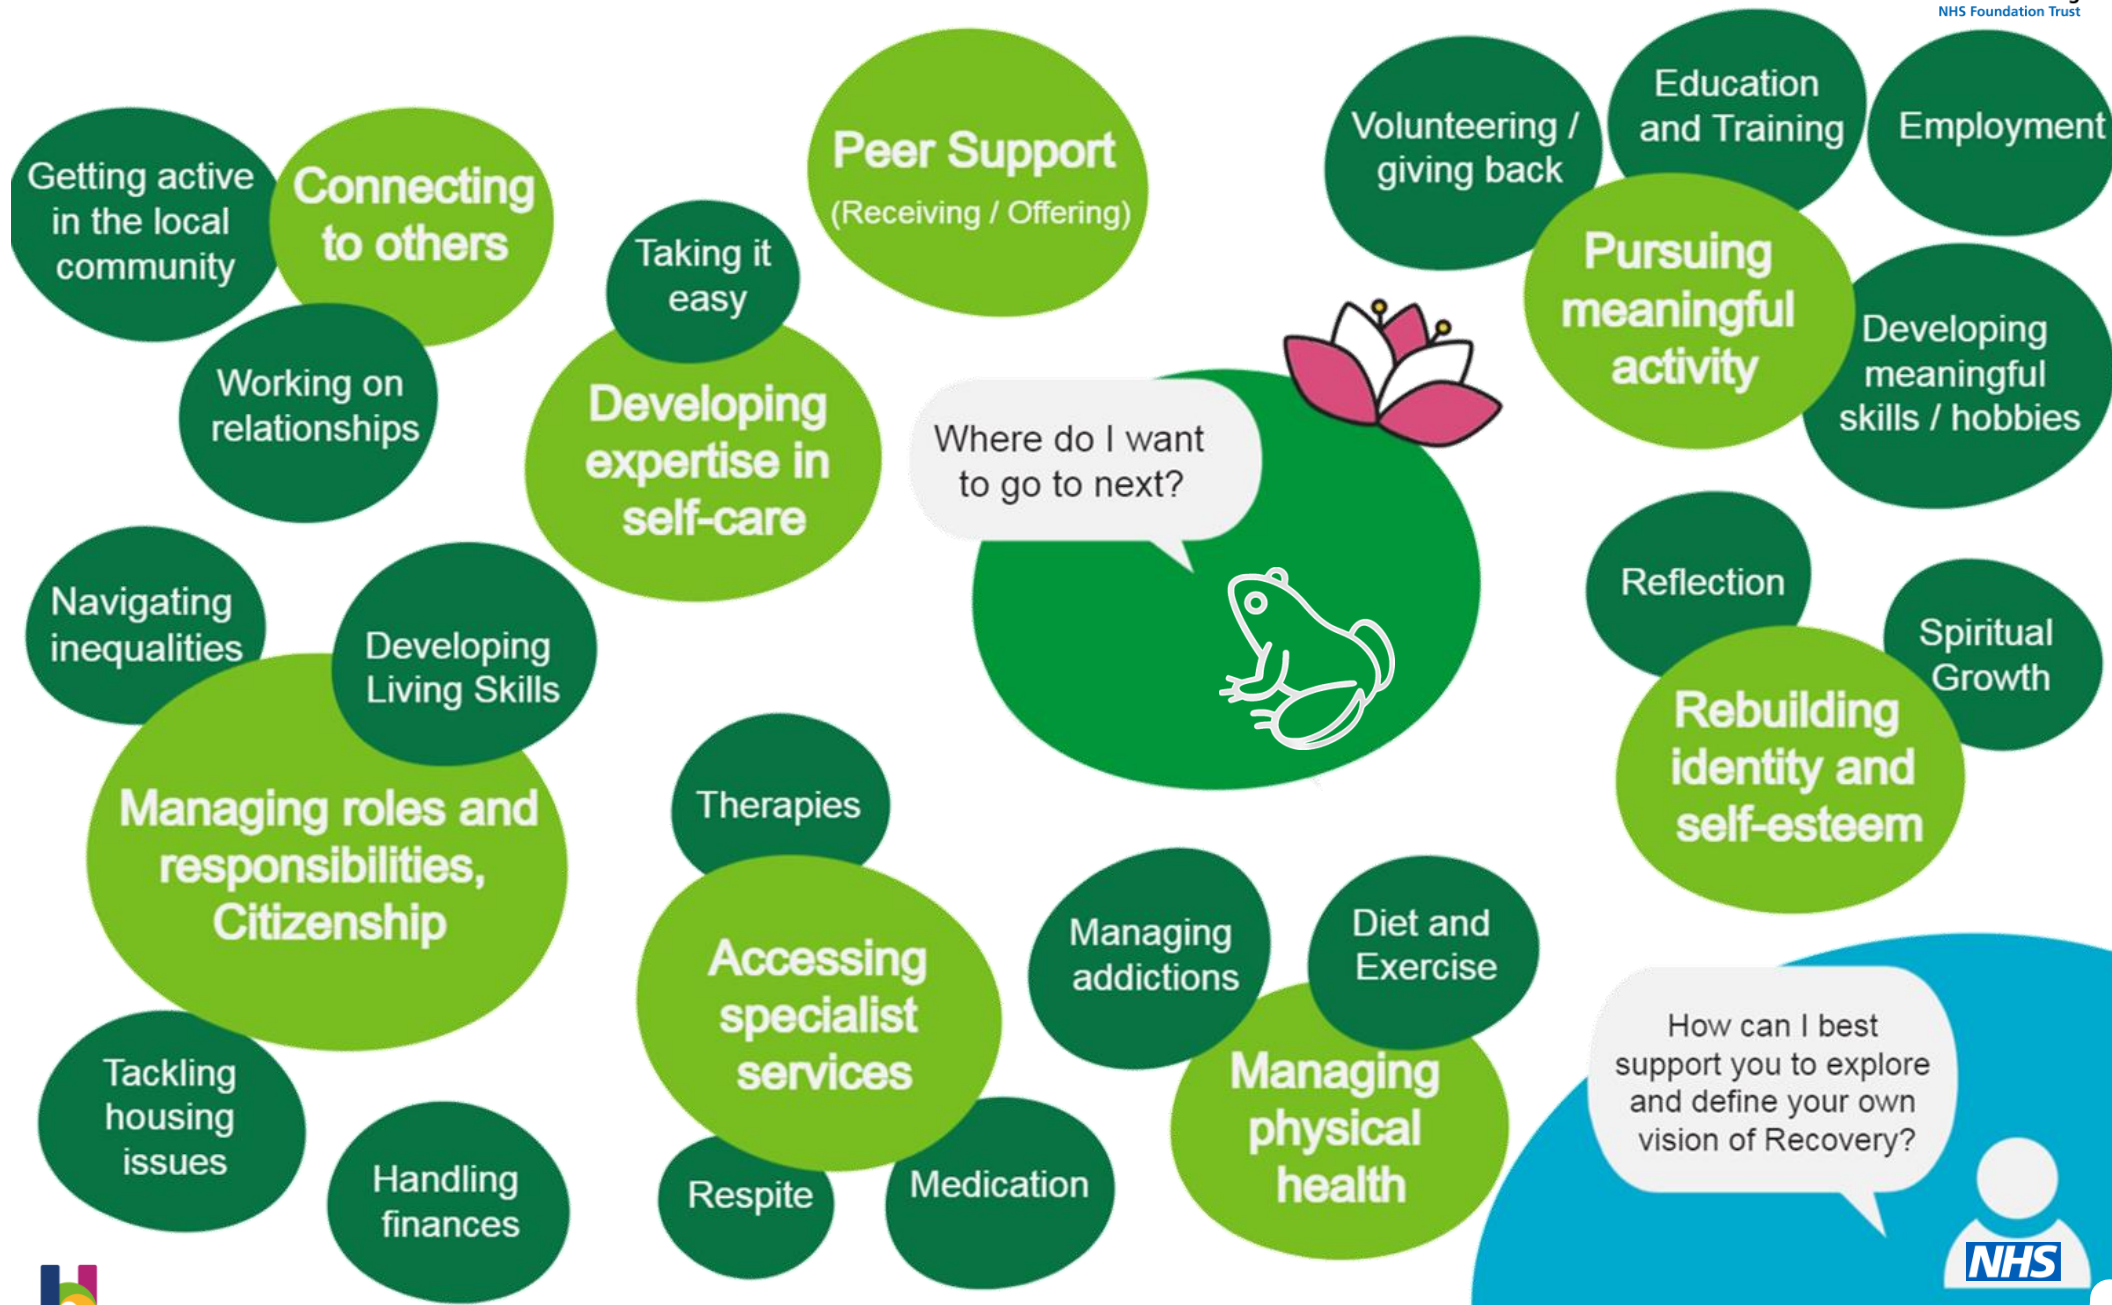 NHS Foundation Trust
Getting active
in the local
community
Connecting
to others
Working on
relationships
Taking it
easy
Developing
expertise in
self-care
Peer Support
(Receiving / Offering)
Volunteering /
giving back
Education
and Training
Employment
Pursuing
meaningful
activity
Developing
meaningful
skills / hobbies
Where do I want
to go to next?
Navigating
inequalities
Developing
Living Skills
Managing roles and
responsibilities,
Citizenship
Tackling
housing
issues
Handling
finances
Therapies
Accessing
specialist
services
Respite
Medication
Managing
addictions
Diet and
Exercise
Managing
physical
health
Reflection
Spiritual
Growth
Rebuilding
identity and
self-esteem
How can I best
support you to explore
and define your own
vision of Recovery?
NHS